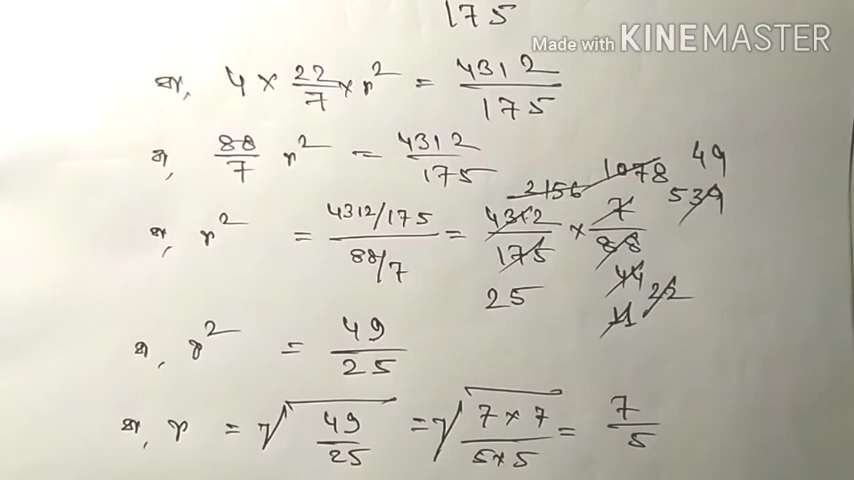 175
Made with KINEMASTER
বা, 4 × 22/7 × r² = 4312/175
বা, 88/7 r² = 4312/175
বা, r² = (4312/175)/(88/7) = 4312/175 × 7/88
2156 1078 539 49
25 44 22 11
বা, r² = 49/25
বা, r = √(49/25) = √((7×7)/(5×5)) = 7/5